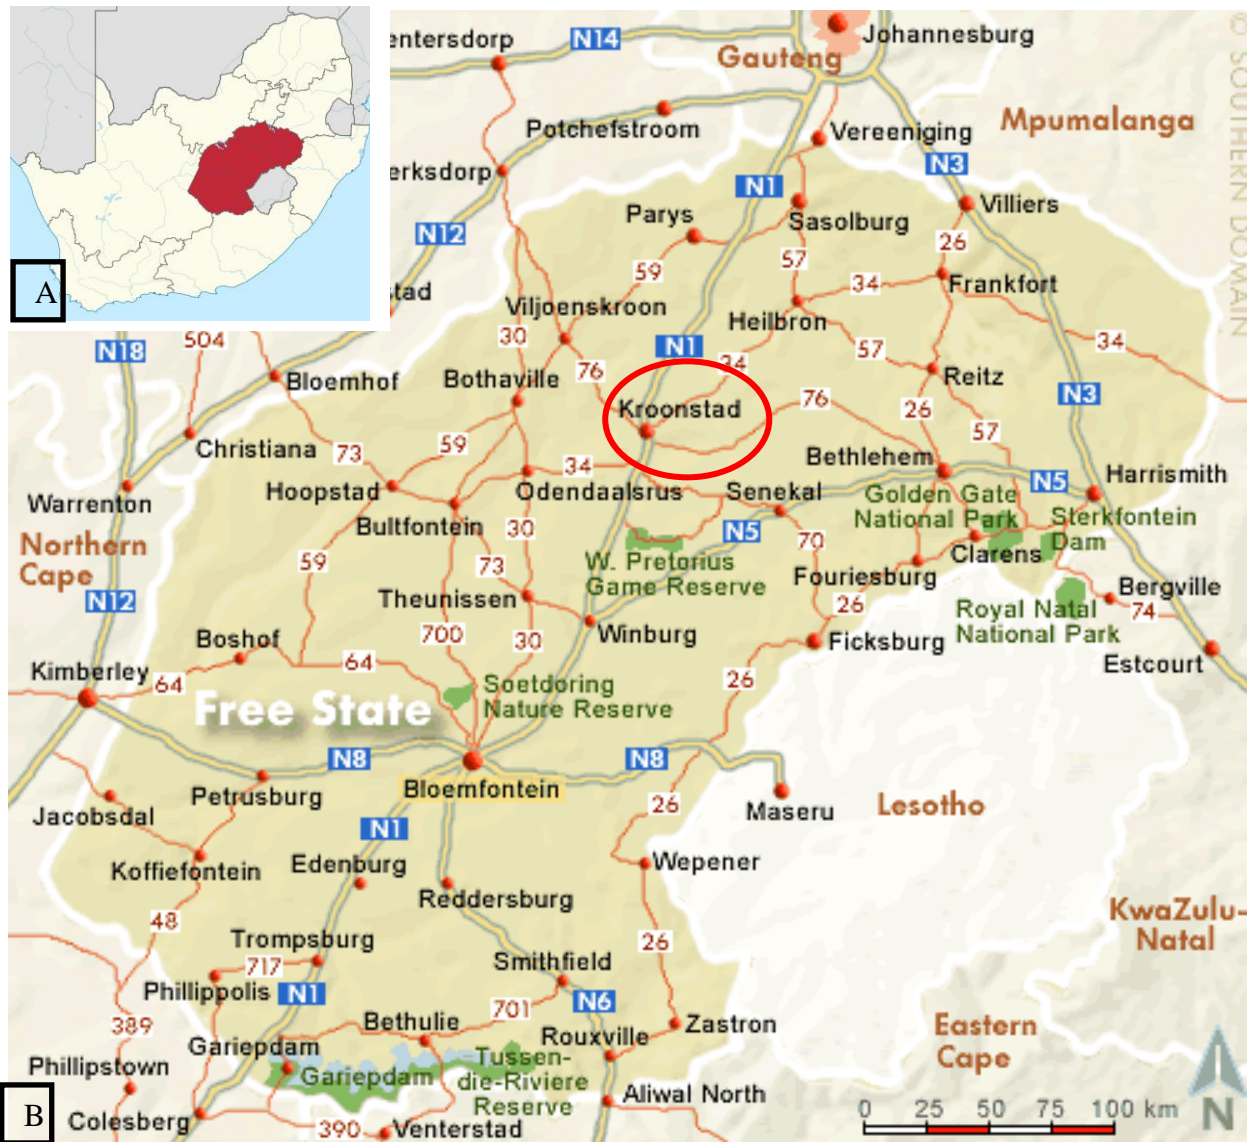 A
entersdorp
N14
Johannesburg
Gauteng
© SOUTHERN DOMAIN
Potchefstroom
Vereeniging
Mpumalanga
erksdorp
N1
N3
Parys
Sasolburg
Villiers
N12
26
59
57
34
Frankfort
stad
Viljoenskroon
Heilbron
504
N18
30
N1
34
57
34
Bloemhof
Bothaville
76
Reitz
N3
Kroonstad
76
26
57
Christiana
59
73
34
Bethlehem
Harrismith
Warrenton
Hoopstad
Odendaalsrus
Senekal
N5
Golden Gate
National Park
Sterkfontein
Dam
Bultfontein
30
N5
70
Clarens
Northern
Cape
59
73
W. Pretorius
Game Reserve
Fouriesburg
Bergville
N12
Theunissen
26
Royal Natal
National Park
74
Boshof
700
30
Winburg
Ficksburg
Estcourt
Kimberley
64
64
26
Free State
Soetdoring
Nature Reserve
N8
N8
Petrusburg
Bloemfontein
Maseru
Lesotho
Jacobsdal
N1
26
Koffiefontein
Edenburg
Wepener
Reddersburg
KwaZulu-
Natal
48
Trompsburg
26
717
Smithfield
Phillippolis
N1
N6
701
389
Bethulie
Rouxville
Zastron
Eastern
Cape
Gariepdam
Phillipstown
Gariepdam
Tussen-
die-Riviere
Reserve
Aliwal North
B
Colesberg
390
Venterstad
0 25 50 75 100 km
N